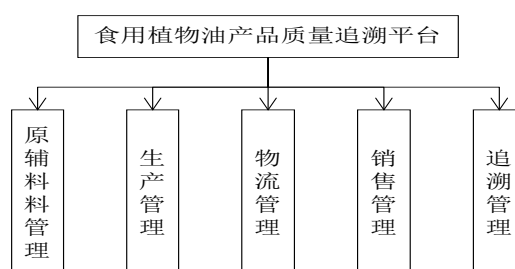 食用植物油产品质量追溯平台
原辅料料管理
生产管理
物流管理
销售管理
追溯管理